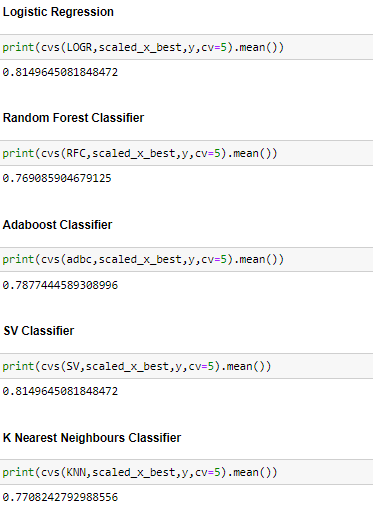 Logistic Regression
print(cvs(LOGR,scaled_x_best,y,cv=5).mean())
0.8149645081848472
Random Forest Classifier
print(cvs(RFC,scaled_x_best,y,cv=5).mean())
0.769085904679125
Adaboost Classifier
print(cvs(adbc,scaled_x_best,y,cv=5).mean())
0.7877444589308996
SV Classifier
print(cvs(SV,scaled_x_best,y,cv=5).mean())
0.8149645081848472
K Nearest Neighbours Classifier
print(cvs(KNN,scaled_x_best,y,cv=5).mean())
0.7708242792988556